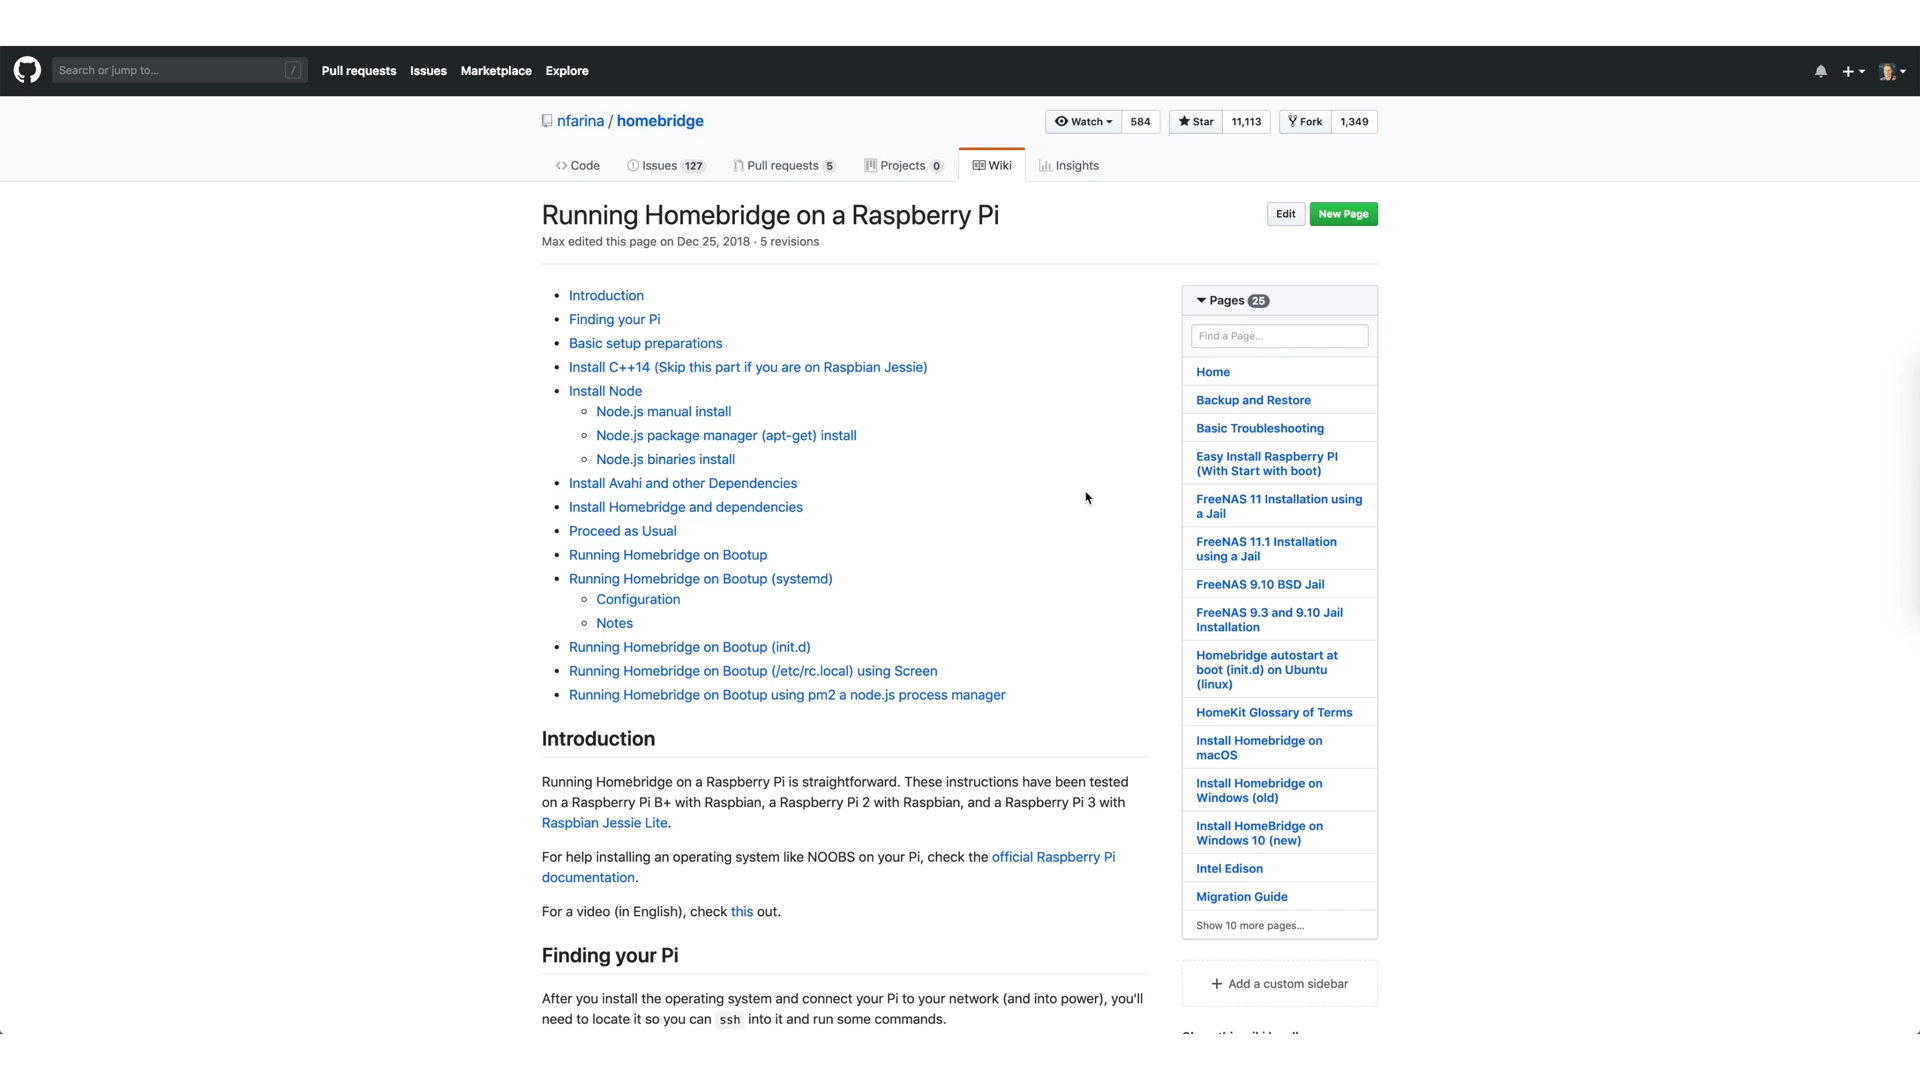 Search or jump to... /
Pull requests Issues Marketplace Explore
nfarina / homebridge
Watch 584 Star 11,113 Fork 1,349
Code Issues 127 Pull requests 5 Projects 0 Wiki Insights
Running Homebridge on a Raspberry Pi
Edit New Page
Max edited this page on Dec 25, 2018 · 5 revisions
Introduction
Finding your Pi
Basic setup preparations
Install C++14 (Skip this part if you are on Raspbian Jessie)
Install Node
Node.js manual install
Node.js package manager (apt-get) install
Node.js binaries install
Install Avahi and other Dependencies
Install Homebridge and dependencies
Proceed as Usual
Running Homebridge on Bootup
Running Homebridge on Bootup (systemd)
Configuration
Notes
Running Homebridge on Bootup (init.d)
Running Homebridge on Bootup (/etc/rc.local) using Screen
Running Homebridge on Bootup using pm2 a node.js process manager
Introduction
Running Homebridge on a Raspberry Pi is straightforward. These instructions have been tested
on a Raspberry Pi B+ with Raspbian, a Raspberry Pi 2 with Raspbian, and a Raspberry Pi 3 with
Raspbian Jessie Lite.
For help installing an operating system like NOOBS on your Pi, check the official Raspberry Pi
documentation.
For a video (in English), check this out.
Finding your Pi
After you install the operating system and connect your Pi to your network (and into power), you'll
need to locate it so you can ssh into it and run some commands.
Pages 25
Find a Page...
Home
Backup and Restore
Basic Troubleshooting
Easy Install Raspberry PI
(With Start with boot)
FreeNAS 11 Installation using
a Jail
FreeNAS 11.1 Installation
using a Jail
FreeNAS 9.10 BSD Jail
FreeNAS 9.3 and 9.10 Jail
Installation
Homebridge autostart at
boot (init.d) on Ubuntu
(linux)
HomeKit Glossary of Terms
Install Homebridge on
macOS
Install Homebridge on
Windows (old)
Install HomeBridge on
Windows 10 (new)
Intel Edison
Migration Guide
Show 10 more pages...
Add a custom sidebar